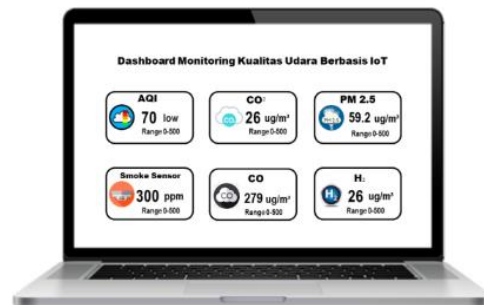 Dashboard Monitoring Kualitas Udara Berbasis IoT
AQI
70 low
Range 0-500
CO²
26 ug/m³
Range 0-500
PM 2.5
59.2 ug/m³
Range 0-500
Smoke Sensor
300 ppm
Range 0-500
CO
279 ug/m³
Range 0-500
H₂
26 ug/m³
Range 0-500